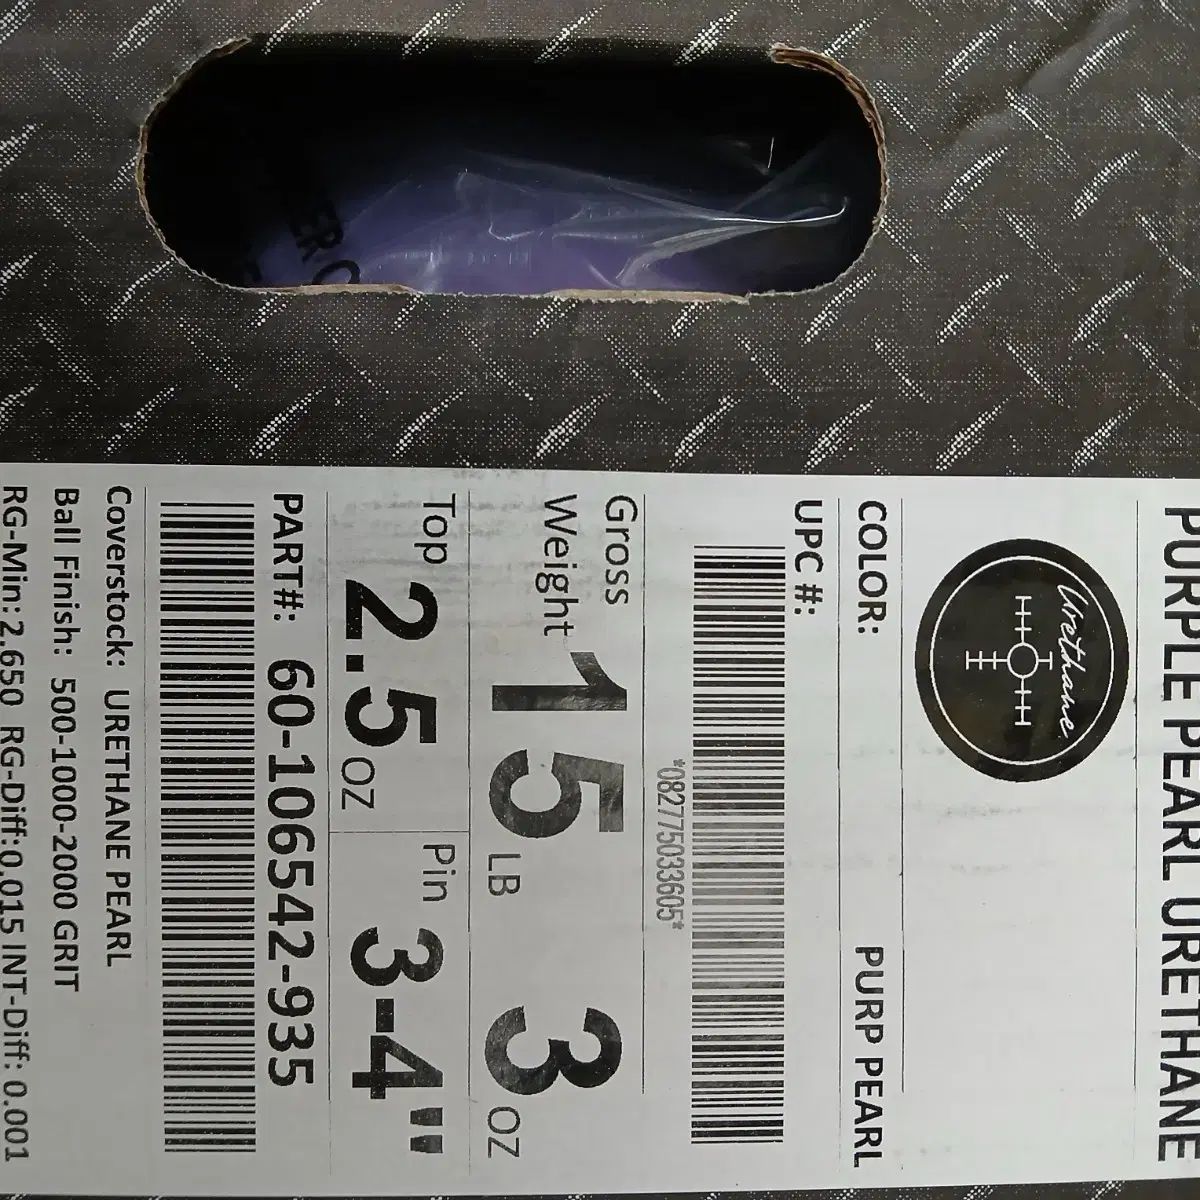 PURPLE PEARL URETHANE
Urethane
COLOR: PURP PEARL
UPC #:
*082775033605*
Gross Weight 15 LB 3 OZ
Top 2.5 OZ Pin 3-4"
PART#: 60-106542-935
Coverstock: URETHANE PEARL
Ball Finish: 500-1000-2000 GRIT
RG-Min: 2.650 RG-Diff:0.015 INT-Diff: 0.001